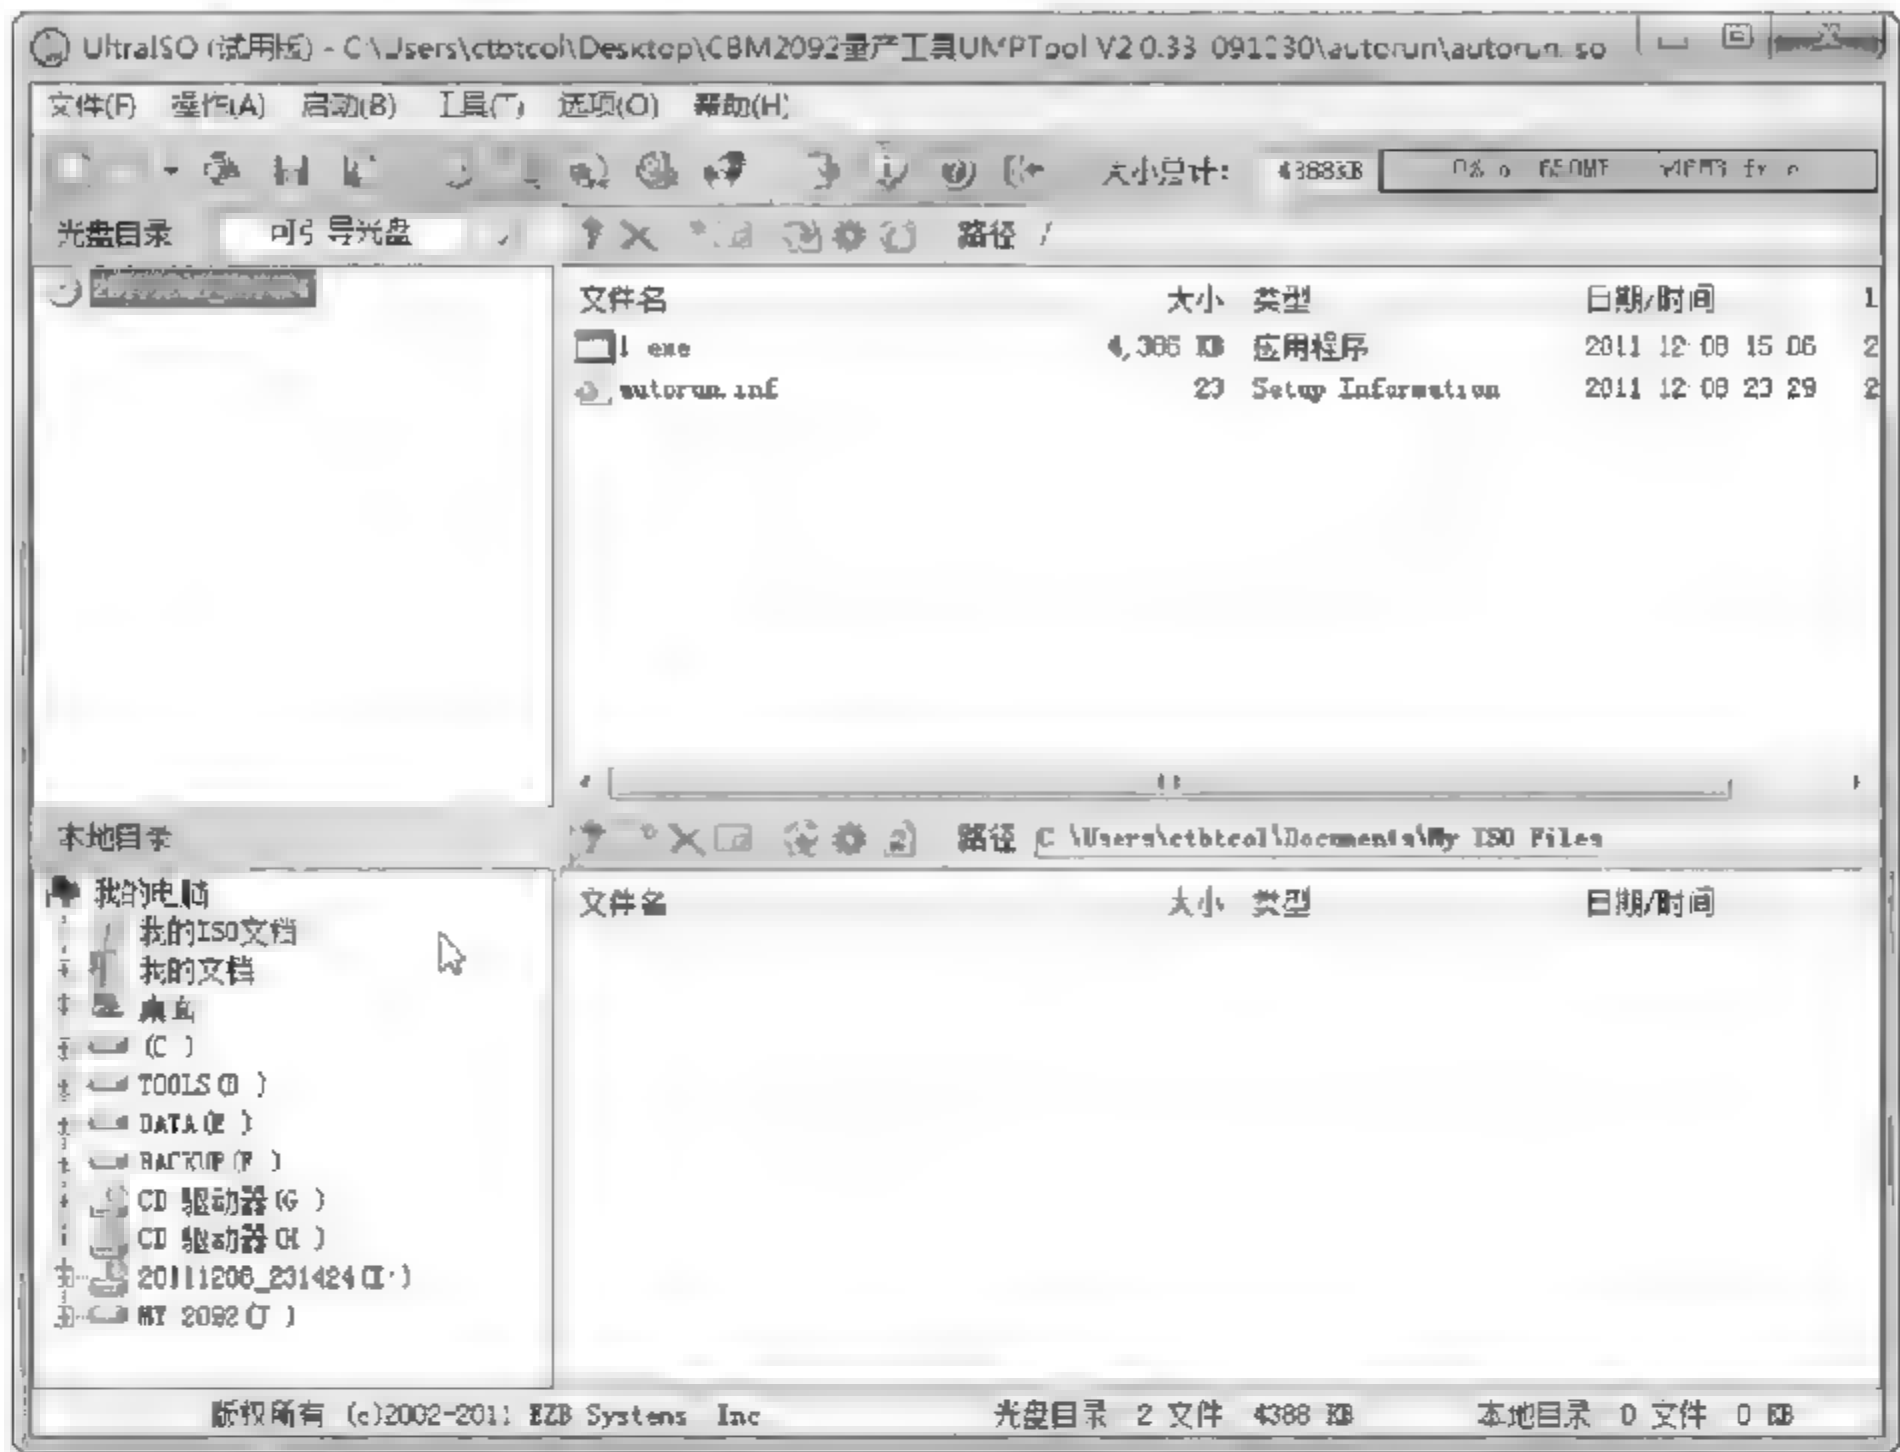 UltraISO (试用版) - C:\Users\ctbtcol\Desktop\CBM2092量产工具UMPTool V2.0.33 091230\autorun\autorun.iso
文件(F) 操作(A) 启动(B) 工具(T) 选项(O) 帮助(H)
大小总计: 4388KB
光盘目录 可引导光盘 路径 /
文件名 大小 类型 日期/时间
1 exe 应用程序 2011 12 08 15 06
autorun.inf 23 Setup Information 2011 12 08 23 29
本地目录 路径 C \Users\ctbtcol\Documents\My ISO Files
我的电脑 文件名 大小 类型 日期/时间
我的ISO文档
我的文档
桌面
(C )
TOOLS(D )
DATA(E )
BACKUP(F )
CD 驱动器(G )
CD 驱动器(H )
20111208_231424(I )
MY 2092(J )
版权所有 (c)2002-2011 EZB Systems Inc 光盘目录 2 文件 4388 KB 本地目录 0 文件 0 KB